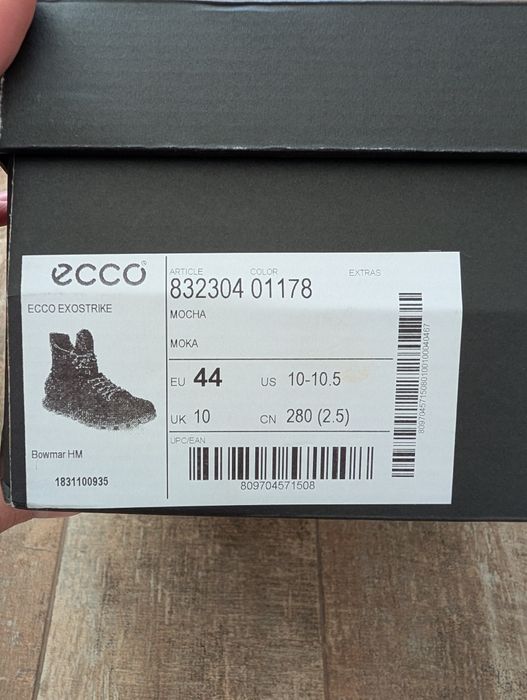 ecco®
ECCO EXOSTRIKE
Bowmar HM
1831100935
ARTICLE COLOR EXTRAS
832304 01178
MOCHA
MOKA
EU 44 US 10-10.5
UK 10 CN 280 (2.5)
UPC/EAN
809704571508
8097045715080100100040467